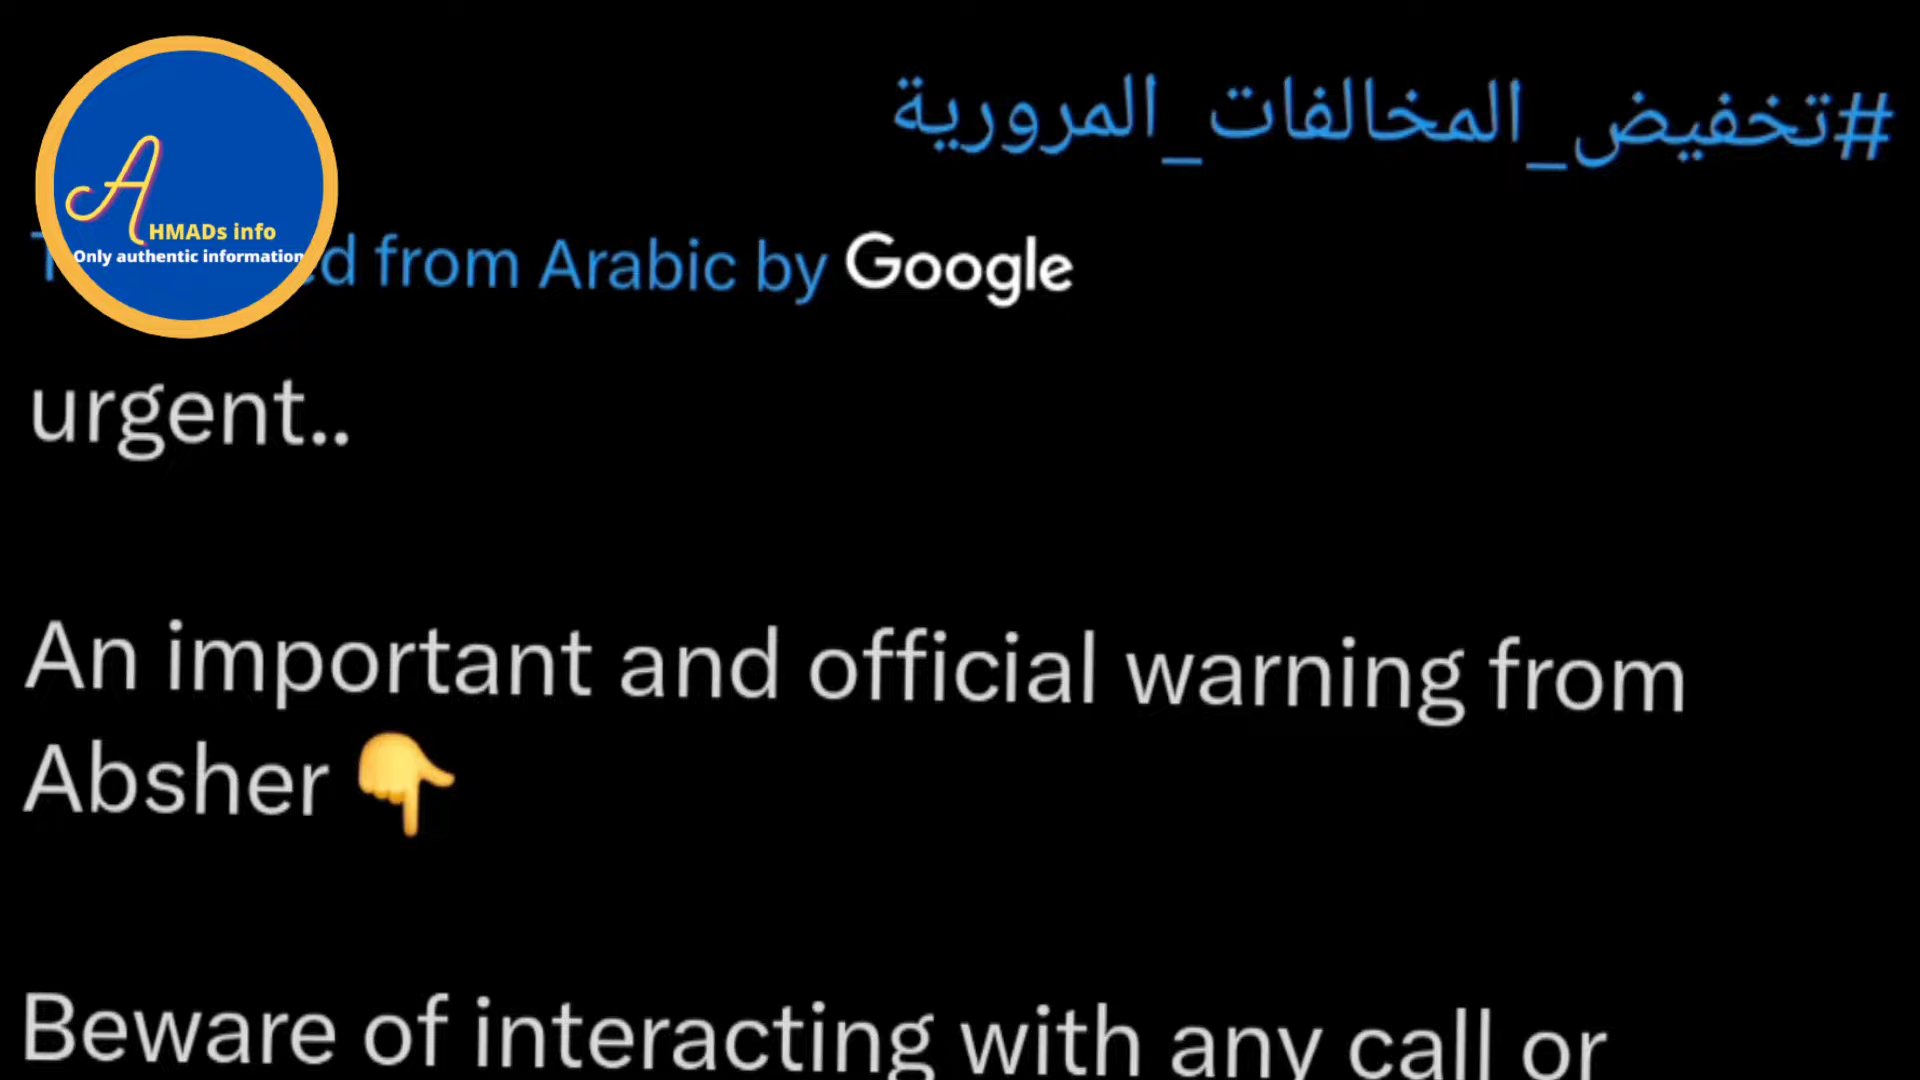 #تخفيض_المخالفات_المرورية
AHMADs info
Only authentic information
from Arabic by Google
urgent..
An important and official warning from
Absher 👇
Beware of interacting with any call or